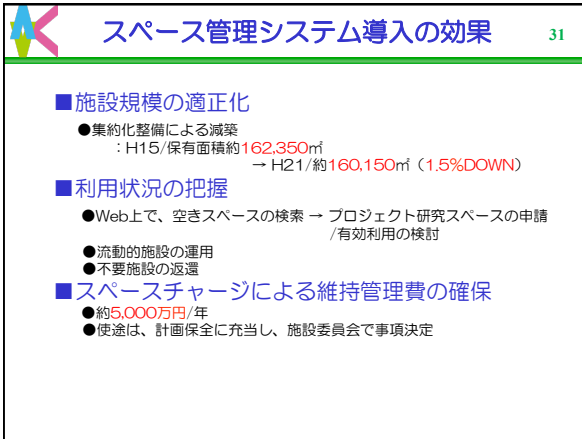 スペース管理システム導入の効果
31
■施設規模の適正化
●集約化整備による減築
：H15/保有面積約162,350㎡
→ H21/約160,150㎡（1.5%DOWN）
■利用状況の把握
●Web上で、空きスペースの検索 → プロジェクト研究スペースの申請
/有効利用の検討
●流動的施設の運用
●不要施設の返還
■スペースチャージによる維持管理費の確保
●約5,000万円/年
●使途は、計画保全に充当し、施設委員会で事項決定